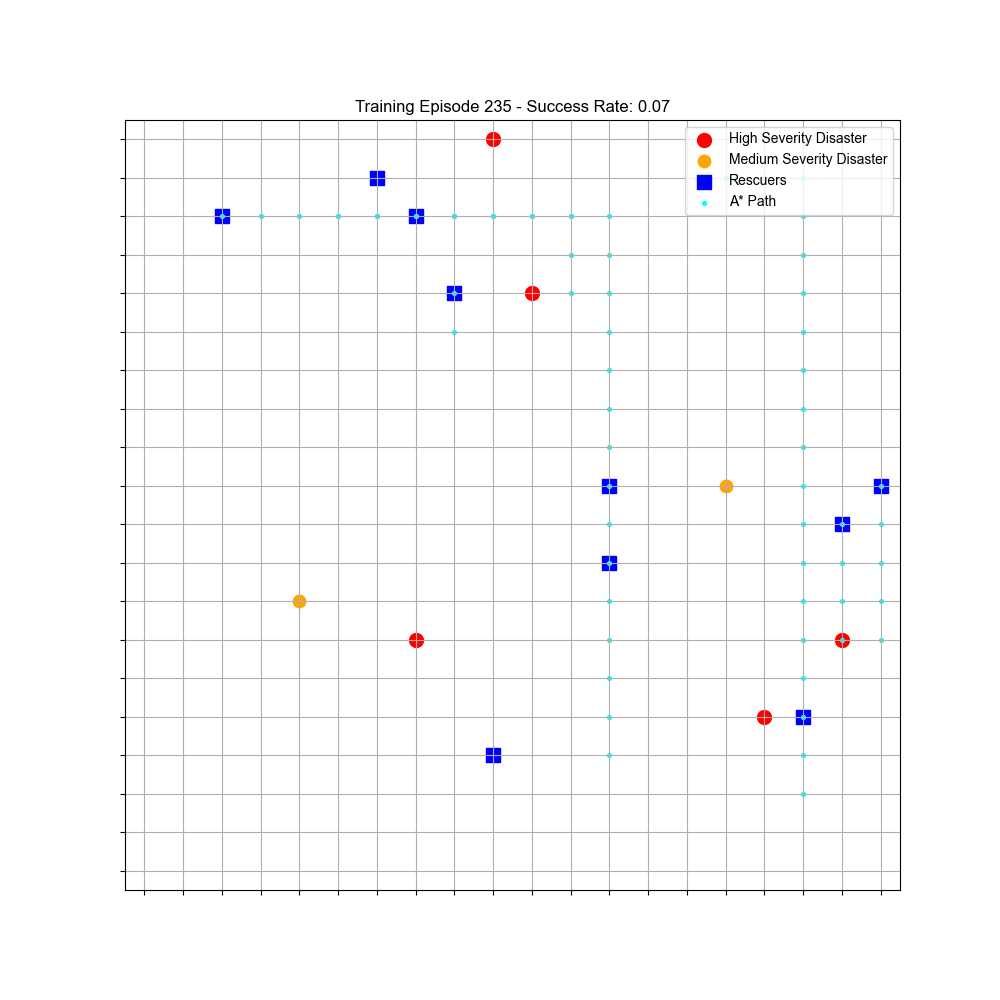 Training Episode 235 - Success Rate: 0.07
High Severity Disaster
Medium Severity Disaster
Rescuers
A* Path